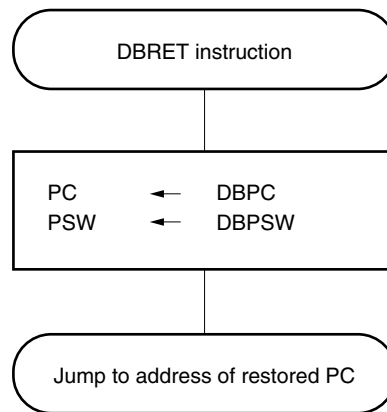 DBRET instruction
PC ← DBPC
PSW ← DBPSW
Jump to address of restored PC